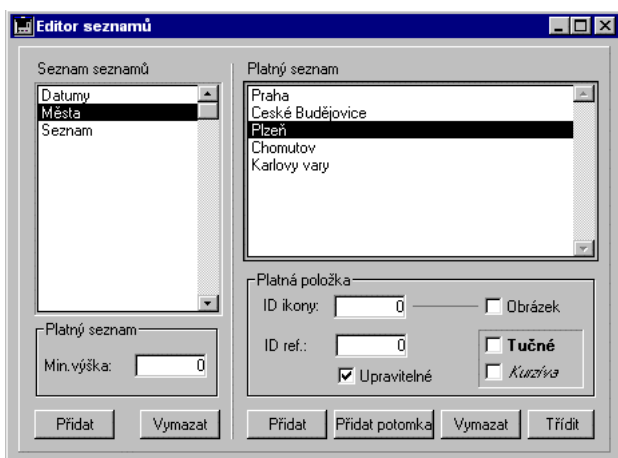 Editor seznamů
Seznam seznamů
Datumy
Města
Seznam
Platný seznam
Min.výška: 0
Přidat
Vymazat
Platný seznam
Praha
Ceské Budějovice
Plzeň
Chomutov
Karlovy vary
Platná položka
ID ikony: 0
Obrázek
ID ref.: 0
Tučné
Upravitelné
Kurzíva
Přidat
Přidat potomka
Vymazat
Třídit